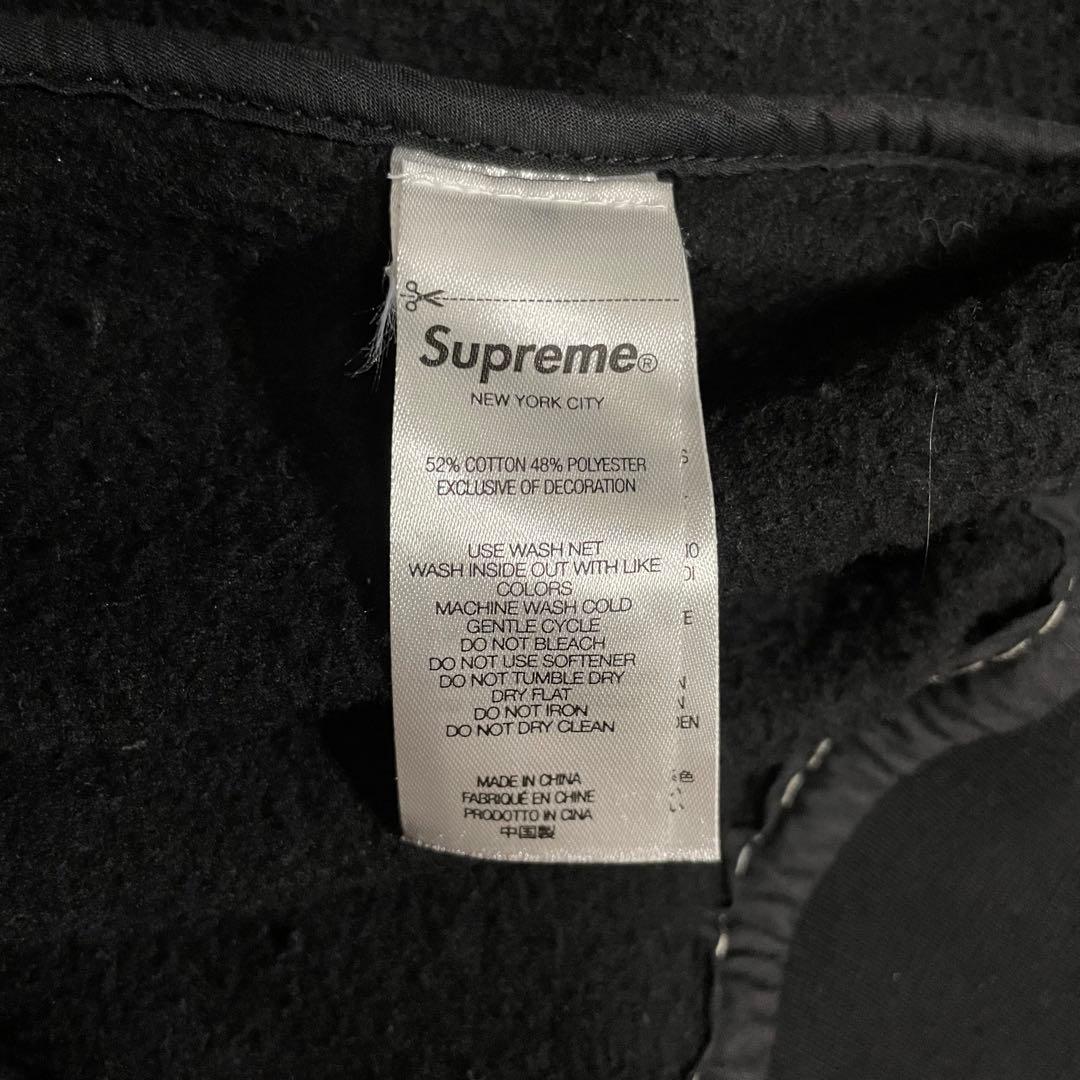 Supreme®
NEW YORK CITY
52% COTTON 48% POLYESTER
EXCLUSIVE OF DECORATION
USE WASH NET
WASH INSIDE OUT WITH LIKE
COLORS
MACHINE WASH COLD
GENTLE CYCLE
DO NOT BLEACH
DO NOT USE SOFTENER
DO NOT TUMBLE DRY
DRY FLAT
DO NOT IRON
DO NOT DRY CLEAN
MADE IN CHINA
FABRIQUÉ EN CHINE
PRODOTTO IN CINA
中国製